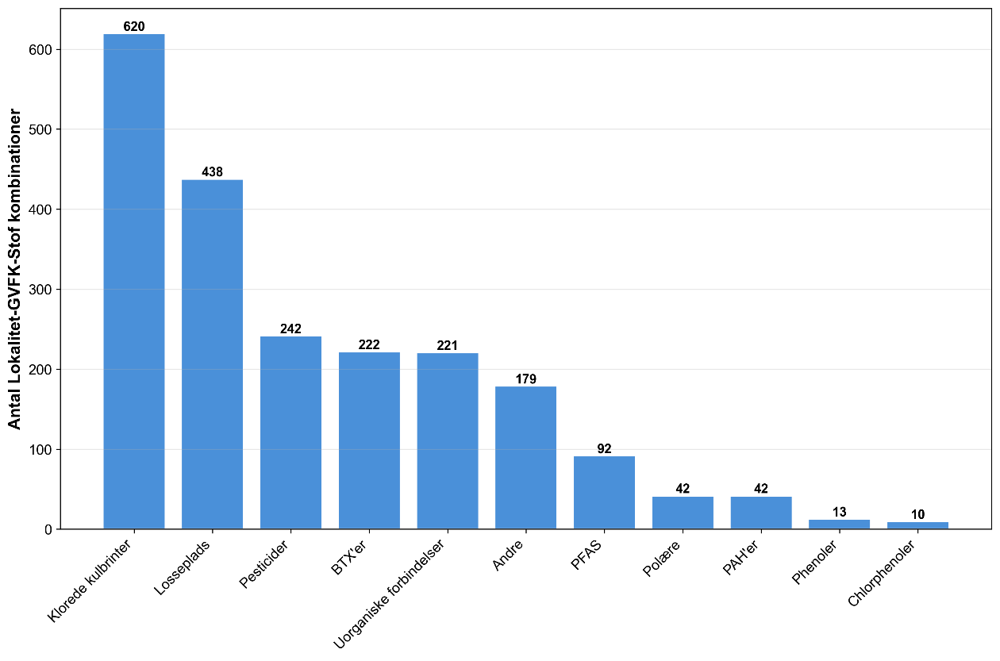 Antal Lokalitet-GVFK-Stof kombinationer
600
500
400
300
200
100
0
620
438
242
222
221
179
92
42
42
13
10
Klorede kulbrinter
Losseplads
Pesticider
BTX'er
Uorganiske forbindelser
Andre
PFAS
Polære
PAH'er
Phenoler
Chlorphenoler